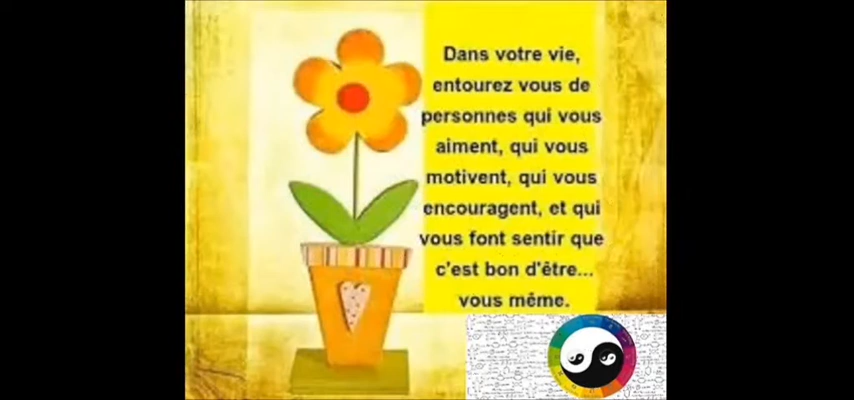 Dans votre vie,
entourez vous de
personnes qui vous
aiment, qui vous
motivent, qui vous
encouragent, et qui
vous font sentir que
c'est bon d'être...
vous même.